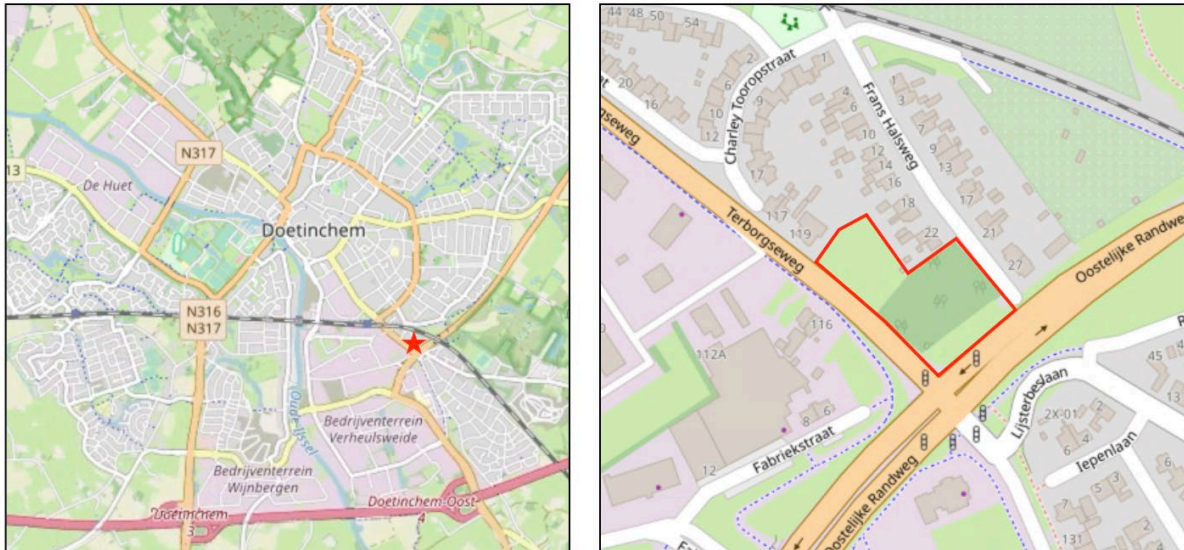 N317
13
De Huet
Doetinchem
N316
N317
Oude IJssel
Bedrijventerrein
Verheulsweide
Bedrijventerrein
Wijnbergen
Doetinchem-Oost
4
Doetinchem
3
44 48 50 54
2
Charley Tooropstraat
1
20
16
6
10
12
9
17
4
6
10
12
14
16
18
22
Frans Halsweg
1
3
7
9
13
17
21
27
117
119
Terborgseweg
Oostelijke Randweg
116
112A
8 6
Fabriekstraat
12
Lijsterbeslaan
45
2X-01
2
4
6
Iepenlaan
7
5
3
2
6
131
Oostelijke Randweg